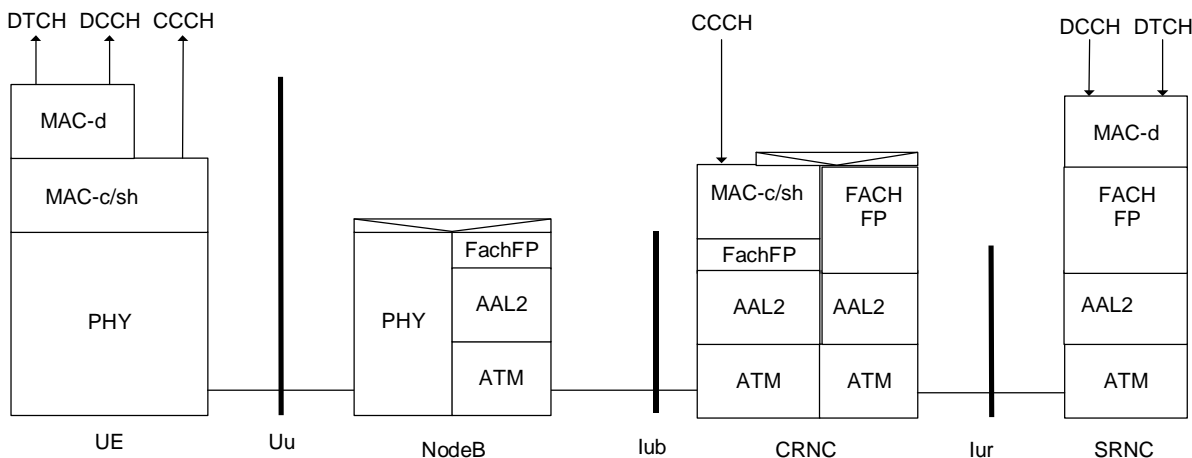 DTCH DCCH CCCH CCCH DCCH DTCH
MAC-d
MAC-d
MAC-c/sh
MAC-c/sh
FACH
FP
FACH
FP
FachFP
FachFP
PHY
PHY
AAL2
AAL2
AAL2
AAL2
ATM
ATM
ATM
ATM
UE
Uu
NodeB
Iub
CRNC
Iur
SRNC